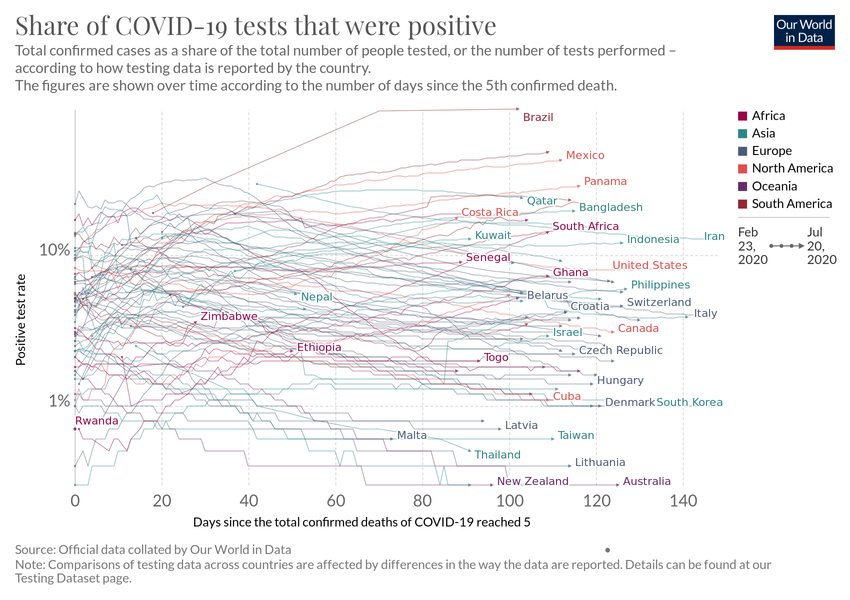 Share of COVID-19 tests that were positive
Our World
in Data
Total confirmed cases as a share of the total number of people tested, or the number of tests performed –
according to how testing data is reported by the country.
The figures are shown over time according to the number of days since the 5th confirmed death.
Brazil
Mexico
Panama
Qatar
Bangladesh
Costa Rica
South Africa
Kuwait
Indonesia
Iran
Senegal
United States
Ghana
Philippines
Nepal
Belarus
Switzerland
Croatia
Italy
Zimbabwe
Canada
Israel
Ethiopia
Czech Republic
Togo
Hungary
Cuba
Denmark
South Korea
Rwanda
Latvia
Malta
Taiwan
Thailand
Lithuania
New Zealand
Australia
10%
1%
Positive test rate
0
20
40
60
80
100
120
140
Days since the total confirmed deaths of COVID-19 reached 5
Africa
Asia
Europe
North America
Oceania
South America
Feb
23,
2020
Jul
20,
2020
Source: Official data collated by Our World in Data
Note: Comparisons of testing data across countries are affected by differences in the way the data are reported. Details can be found at our
Testing Dataset page.